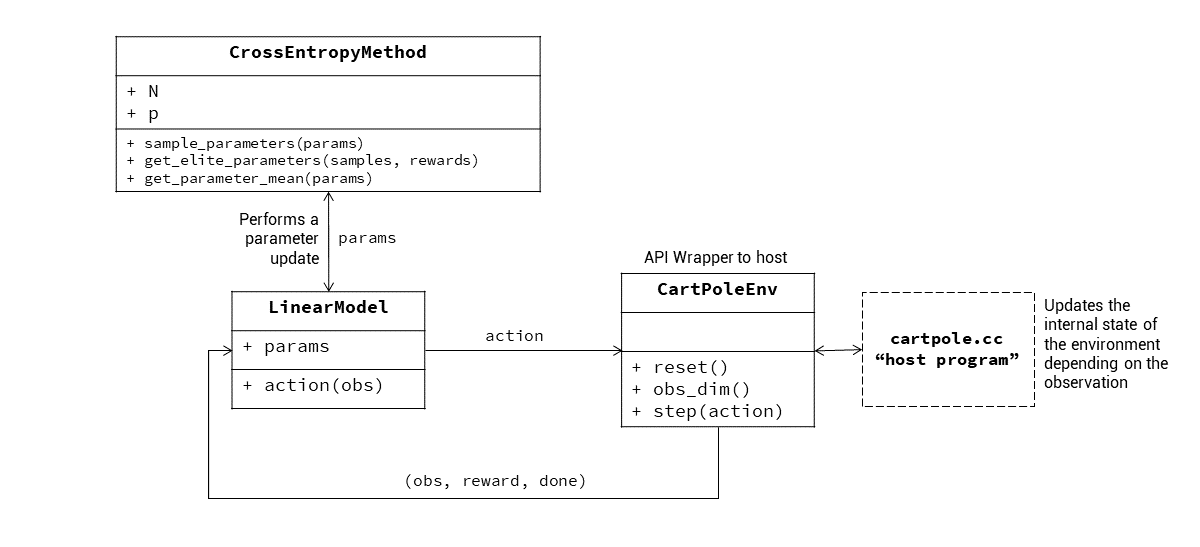 CrossEntropyMethod
+ N
+ p
+ sample_parameters(params)
+ get_elite_parameters(samples, rewards)
+ get_parameter_mean(params)
Performs a
parameter
update
params
LinearModel
+ params
+ action(obs)
action
API Wrapper to host
CartPoleEnv
+ reset()
+ obs_dim()
+ step(action)
cartpole.cc
“host program”
Updates the
internal state of
the environment
depending on the
observation
(obs, reward, done)